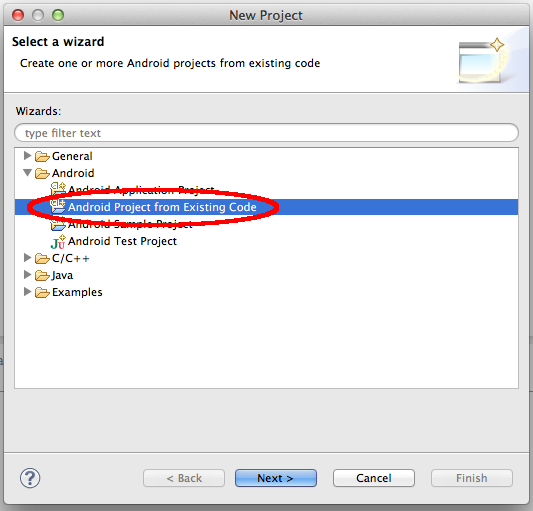 New Project
Select a wizard
Create one or more Android projects from existing code
Wizards:
type filter text
General
Android
Android Application Project
Android Project from Existing Code
Android Sample Project
Android Test Project
C/C++
Java
Examples
? < Back Next > Cancel Finish